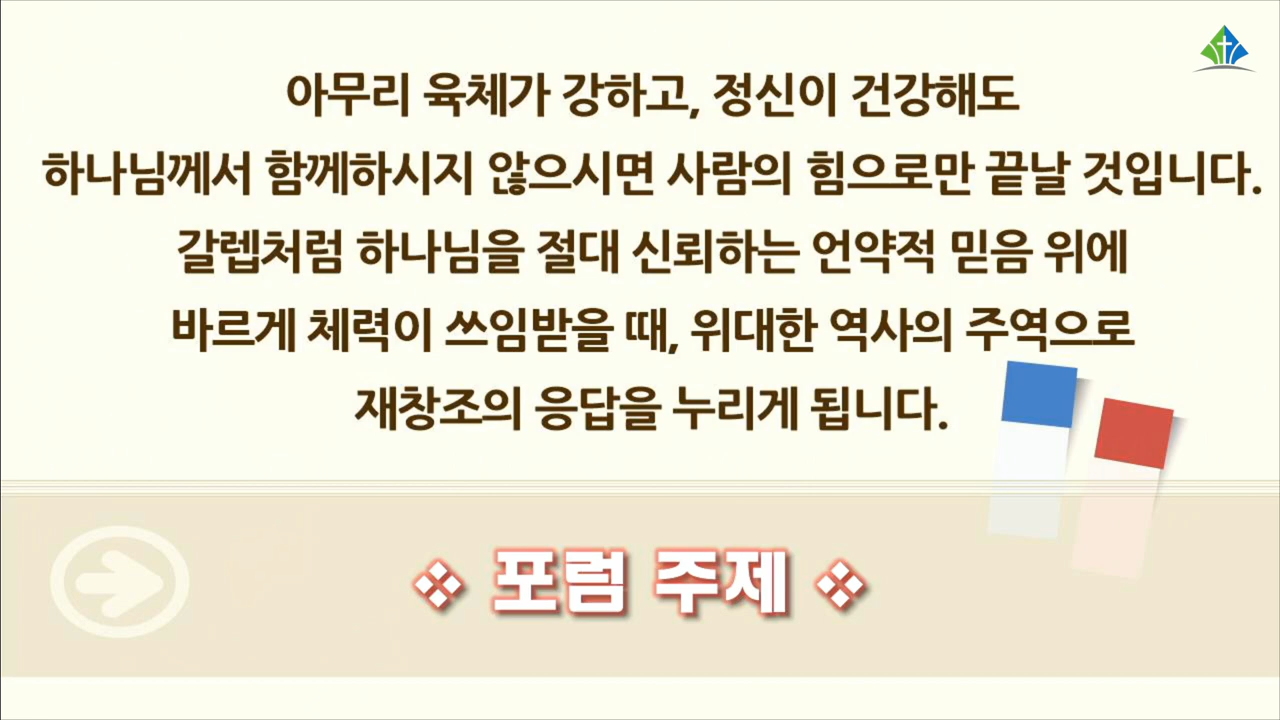 아무리 육체가 강하고, 정신이 건강해도
하나님께서 함께하시지 않으시면 사람의 힘으로만 끝날 것입니다.
갈렙처럼 하나님을 절대 신뢰하는 언약적 믿음 위에
바르게 체력이 쓰임받을 때, 위대한 역사의 주역으로
재창조의 응답을 누리게 됩니다.
❖ 포럼 주제 ❖